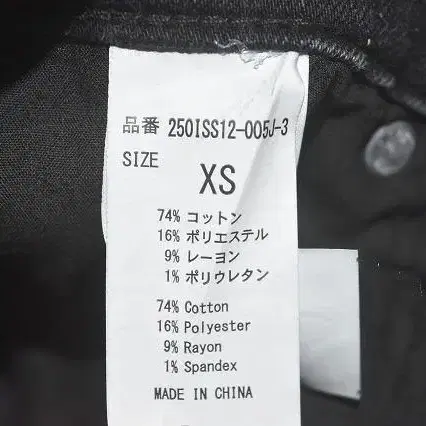 品番 250ISS12-005J-3
SIZE
XS
74% コットン
16% ポリエステル
9% レーヨン
1% ポリウレタン
74% Cotton
16% Polyester
9% Rayon
1% Spandex
MADE IN CHINA